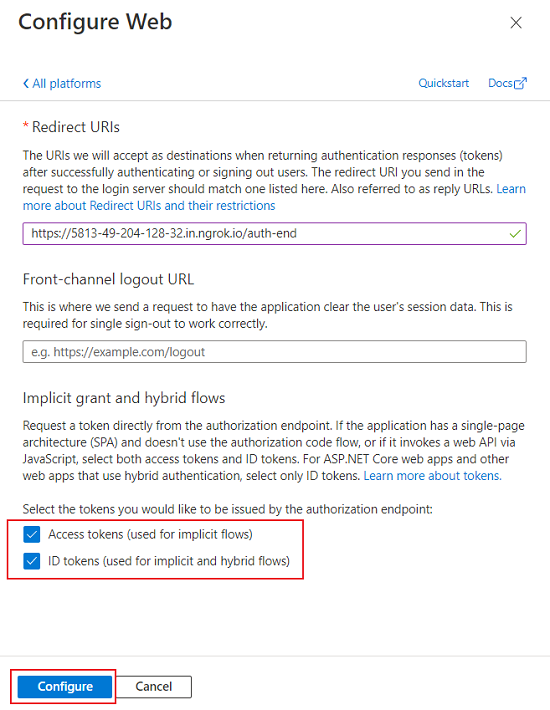 Configure Web
All platforms
Quickstart
Docs
* Redirect URIs
The URIs we will accept as destinations when returning authentication responses (tokens)
after successfully authenticating or signing out users. The redirect URI you send in the
request to the login server should match one listed here. Also referred to as reply URLs. Learn
more about Redirect URIs and their restrictions
https://5813-49-204-128-32.in.ngrok.io/auth-end
Front-channel logout URL
This is where we send a request to have the application clear the user's session data. This is
required for single sign-out to work correctly.
e.g. https://example.com/logout
Implicit grant and hybrid flows
Request a token directly from the authorization endpoint. If the application has a single-page
architecture (SPA) and doesn't use the authorization code flow, or if it invokes a web API via
JavaScript, select both access tokens and ID tokens. For ASP.NET Core web apps and other
web apps that use hybrid authentication, select only ID tokens. Learn more about tokens.
Select the tokens you would like to be issued by the authorization endpoint:
Access tokens (used for implicit flows)
ID tokens (used for implicit and hybrid flows)
Configure
Cancel